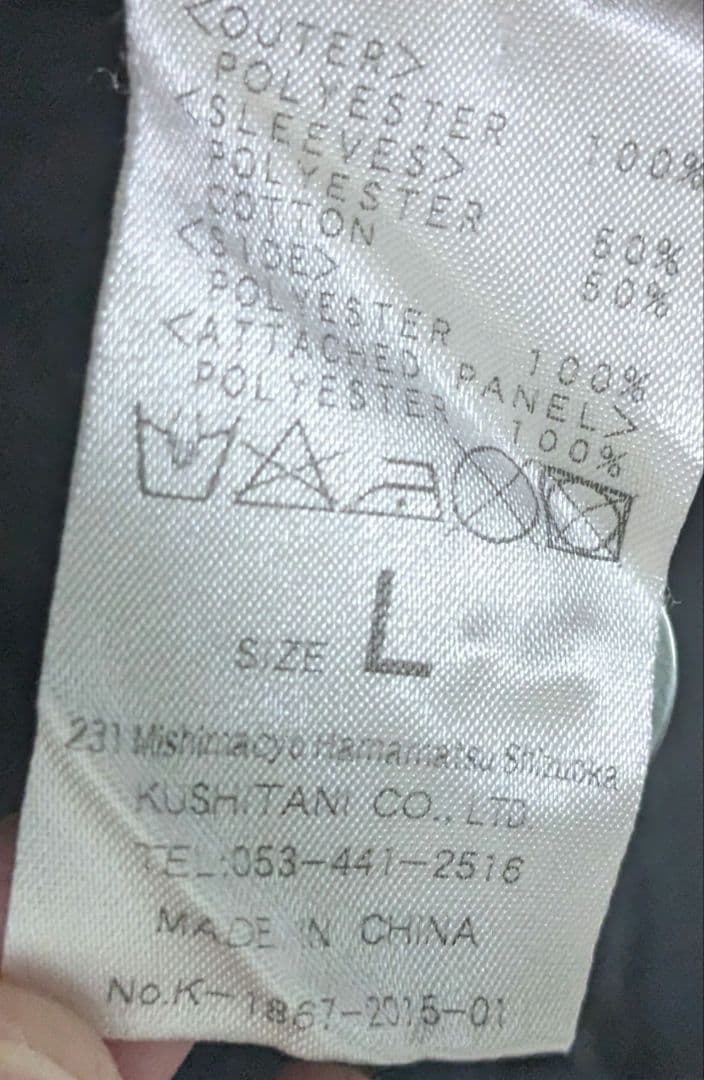 <OUTER>
POLYESTER 100%
<SLEEVES>
POLYESTER 50%
COTTON 50%
<SIDE>
POLYESTER 100%
<ATTACHED PANEL>
POLYESTER 100%
SIZE L
231 Mishimacyo Hamamatsu Shizuoka
KUSHITANI CO., LTD.
TEL:053-441-2516
MADE IN CHINA
No.K-1867-2015-01